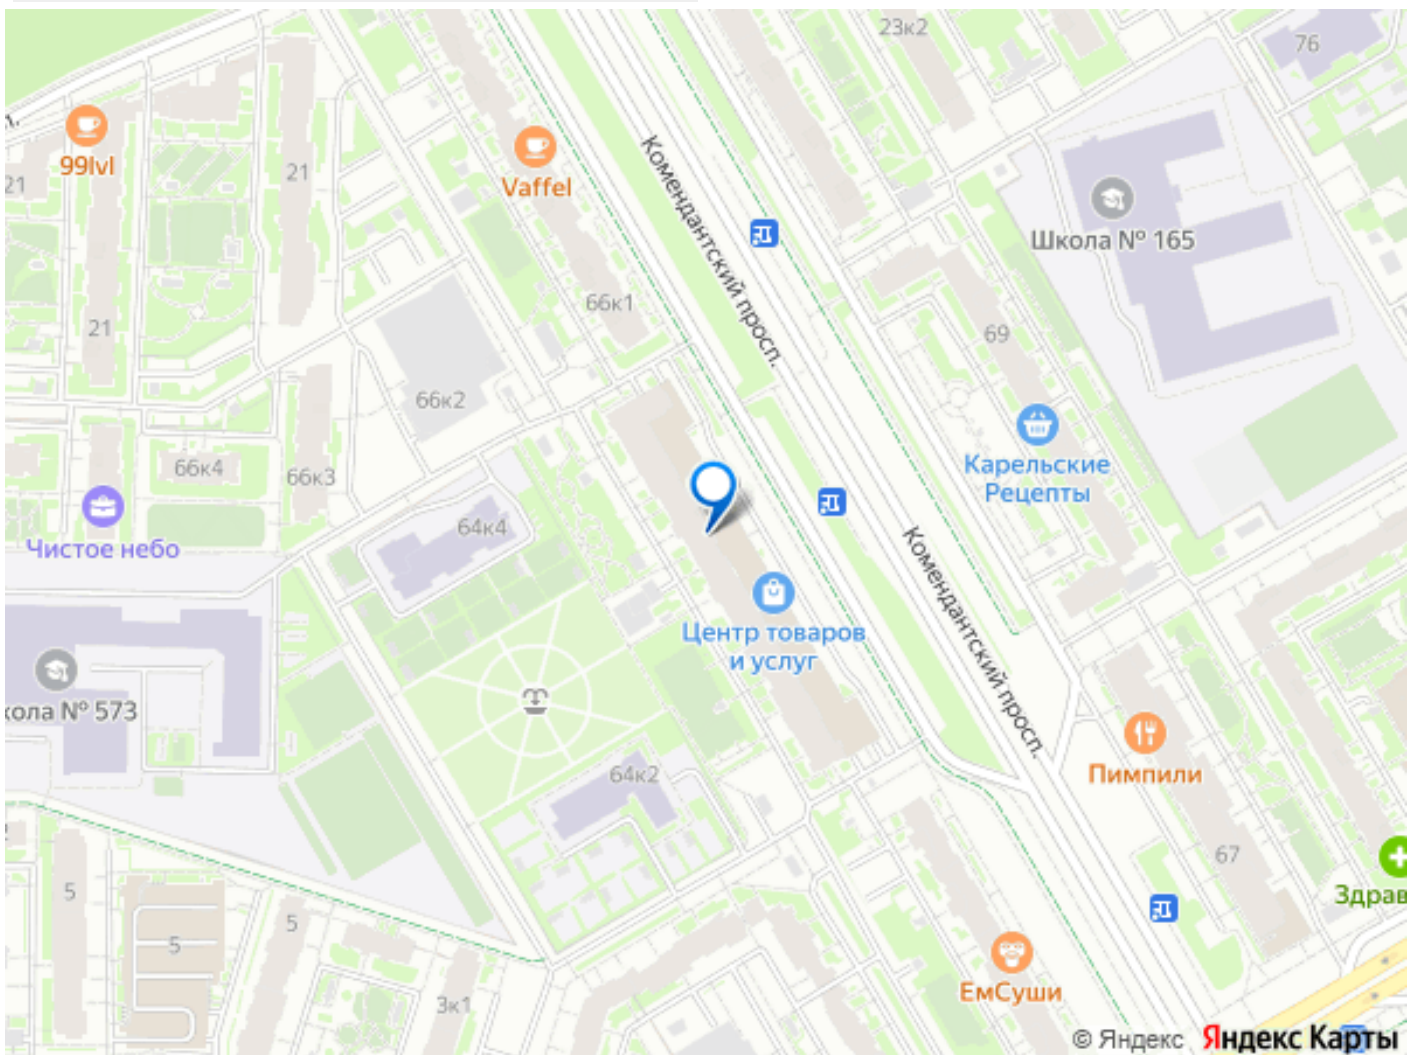 23к2
76
99lvl
21
21
Vaffel
Комендантский просп.
Школа № 165
66к1
21
69
66к2
66к4
66к3
Карельские
Рецепты
Чистое небо
64к4
Комендантский просп.
Центр товаров
и услуг
кола № 573
64к2
Пимпили
67
5
5
5
Здрав
3к1
ЕмСуши
© Яндекс Яндекс Карты